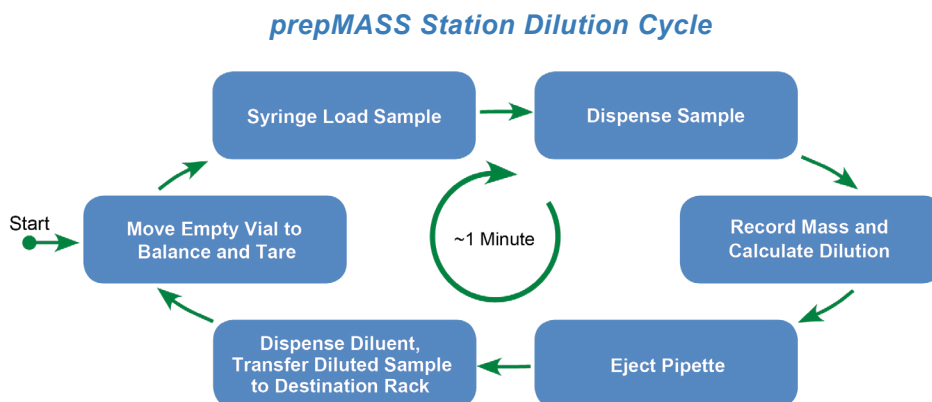 prepMASS Station Dilution Cycle
Syringe Load Sample
Dispense Sample
Start
Move Empty Vial to
Balance and Tare
~1 Minute
Record Mass and
Calculate Dilution
Dispense Diluent,
Transfer Diluted Sample
to Destination Rack
Eject Pipette